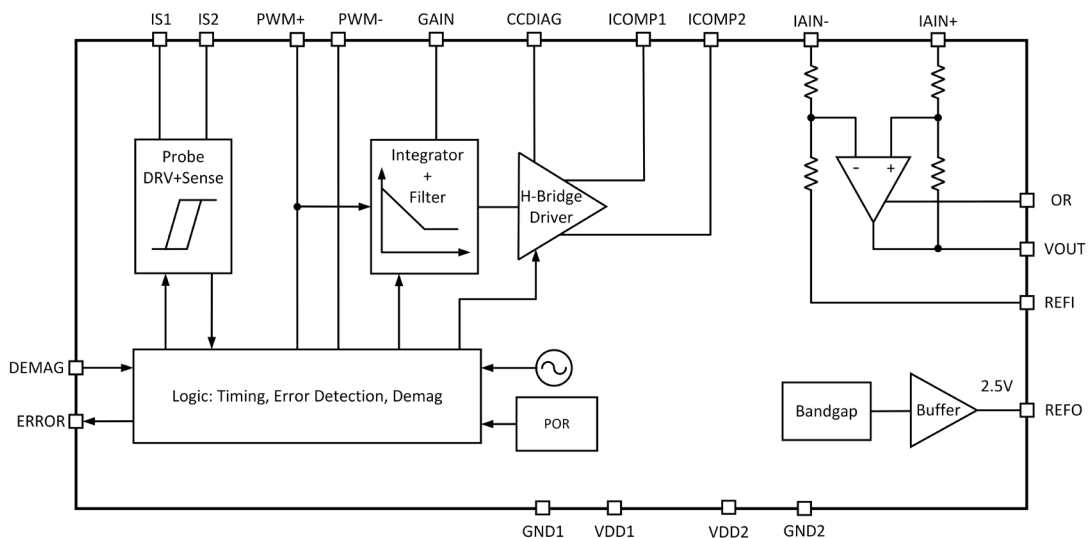 IS1 IS2 PWM+ PWM- GAIN CCDIAG ICOMP1 ICOMP2 IAIN- IAIN+
Probe
DRV+Sense
Integrator
+
Filter
H-Bridge
Driver
- +
OR
VOUT
REFI
DEMAG
ERROR
Logic: Timing, Error Detection, Demag
POR
Bandgap
Buffer
2.5V
REFO
GND1 VDD1 VDD2 GND2